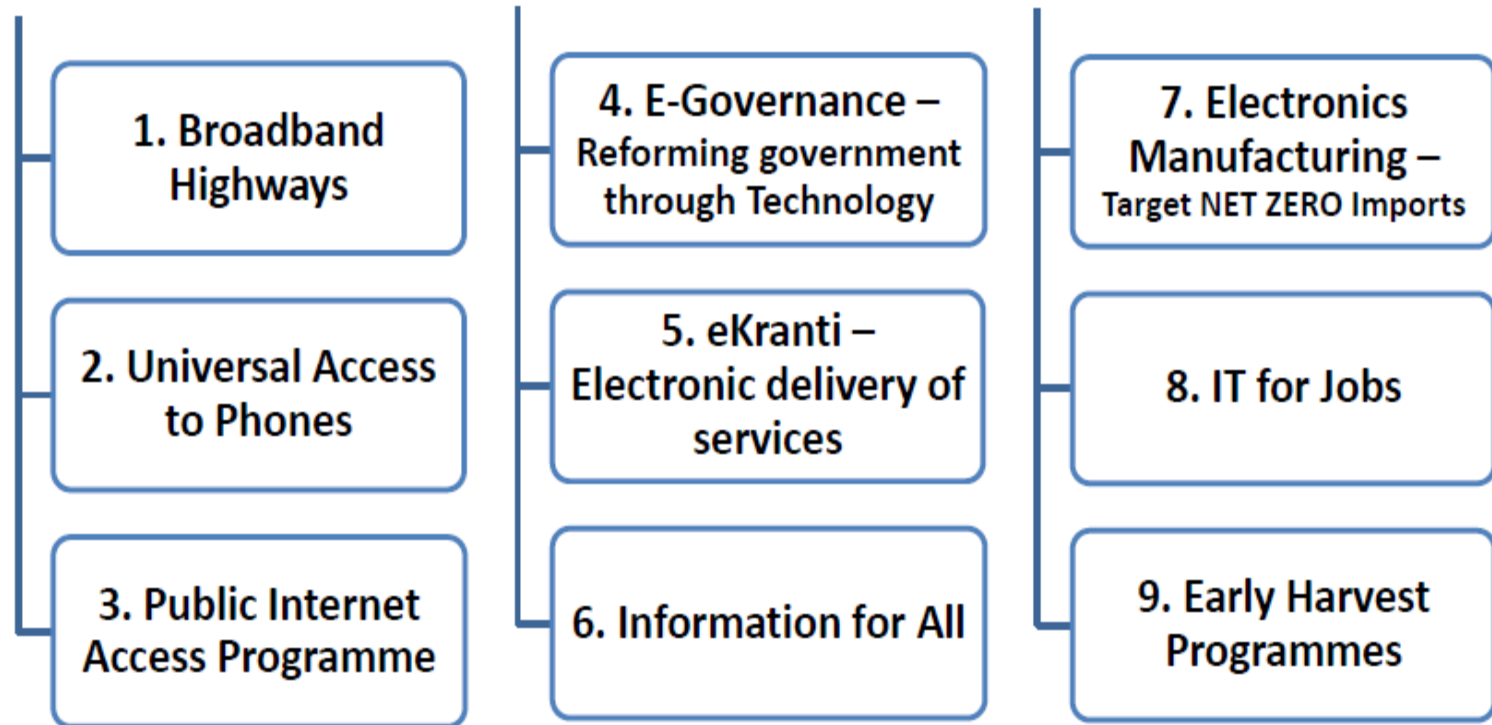 1. Broadband
Highways
2. Universal Access
to Phones
3. Public Internet
Access Programme
4. E-Governance –
Reforming government
through Technology
5. eKranti –
Electronic delivery of
services
6. Information for All
7. Electronics
Manufacturing –
Target NET ZERO Imports
8. IT for Jobs
9. Early Harvest
Programmes